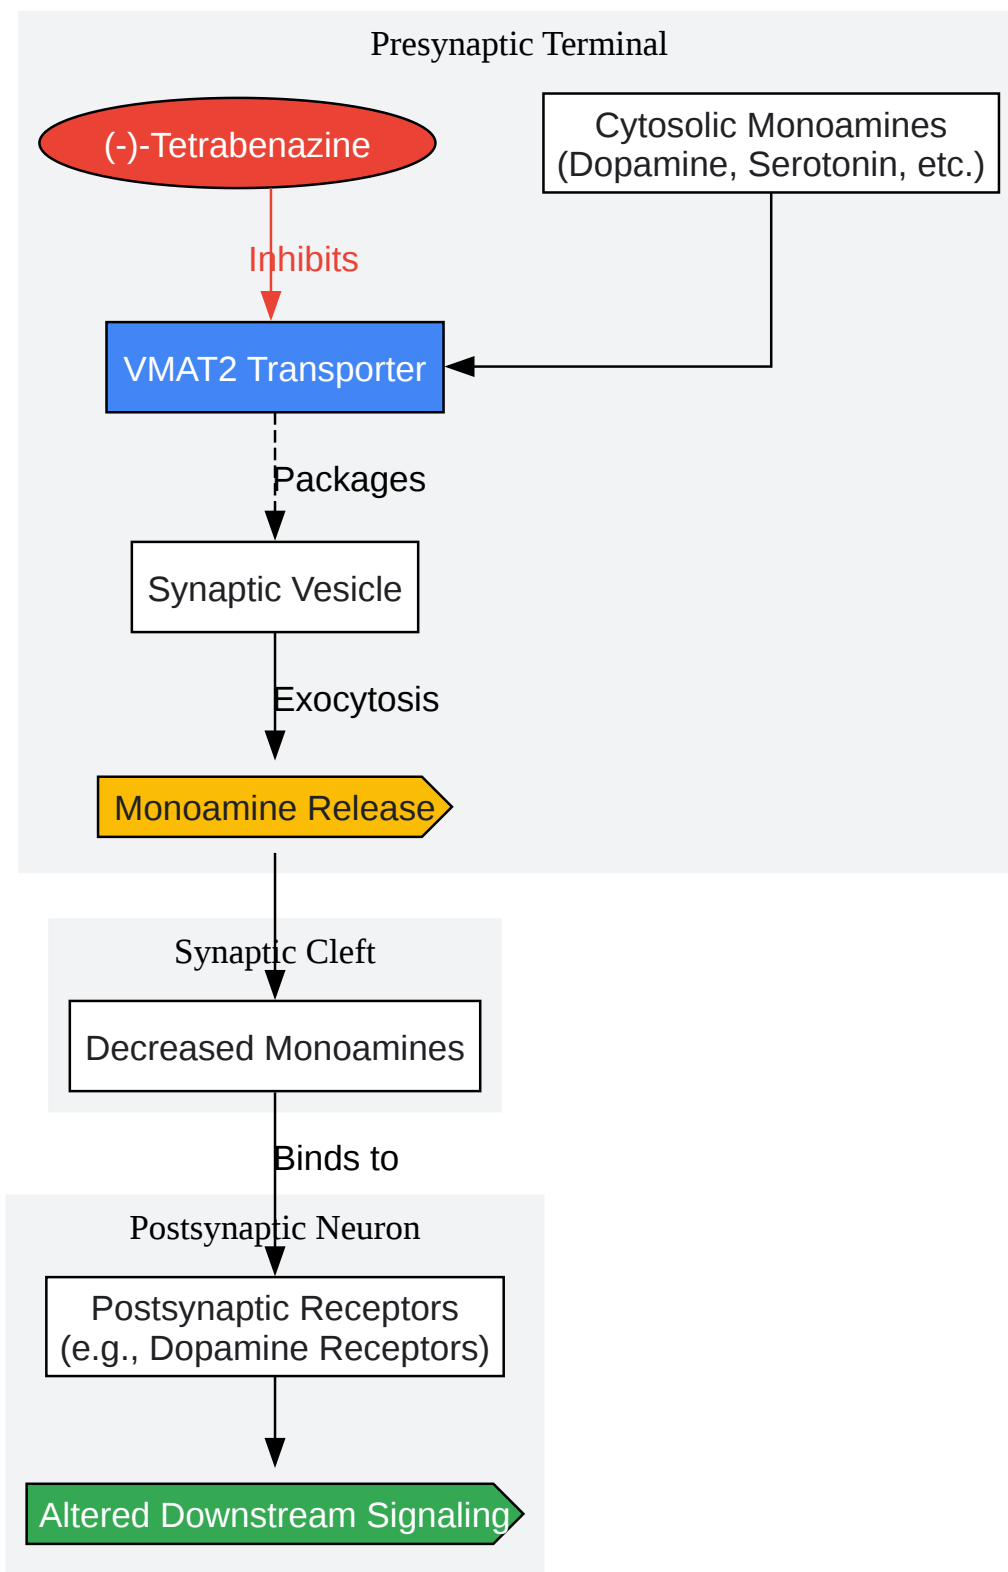 Presynaptic Terminal
(-)-Tetrabenazine
Cytosolic Monoamines
(Dopamine, Serotonin, etc.)
Inhibits
VMAT2 Transporter
Packages
Synaptic Vesicle
Exocytosis
Monoamine Release
Synaptic Cleft
Decreased Monoamines
Binds to
Postsynaptic Neuron
Postsynaptic Receptors
(e.g., Dopamine Receptors)
Altered Downstream Signaling